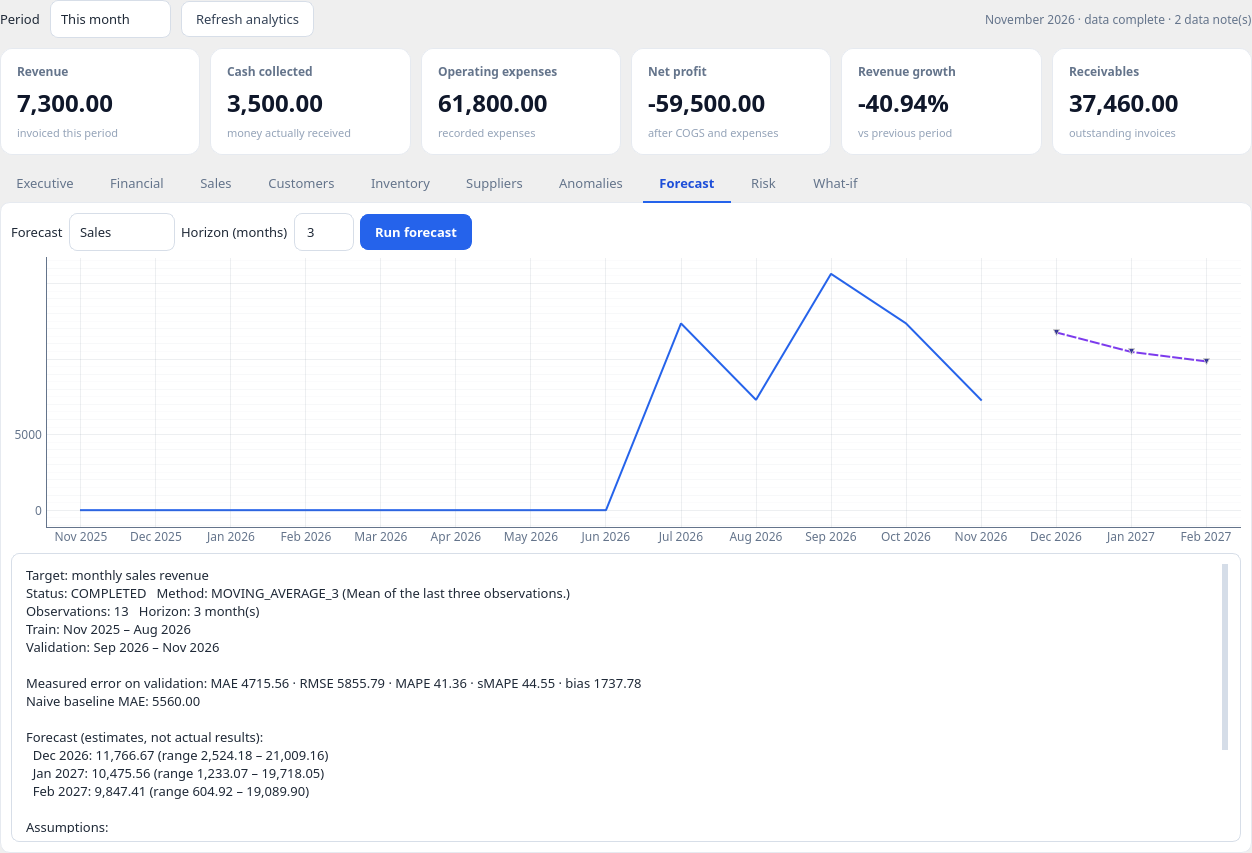 Period This month Refresh analytics November 2026 · data complete · 2 data note(s)
Revenue Cash collected Operating expenses Net profit Revenue growth Receivables
7,300.00 3,500.00 61,800.00 -59,500.00 -40.94% 37,460.00
invoiced this period money actually received recorded expenses after COGS and expenses vs previous period outstanding invoices
Executive Financial Sales Customers Inventory Suppliers Anomalies Forecast Risk What-if
Forecast Sales Horizon (months) 3 Run forecast
5000
0
Nov 2025 Dec 2025 Jan 2026 Feb 2026 Mar 2026 Apr 2026 May 2026 Jun 2026 Jul 2026 Aug 2026 Sep 2026 Oct 2026 Nov 2026 Dec 2026 Jan 2027 Feb 2027
Target: monthly sales revenue
Status: COMPLETED Method: MOVING_AVERAGE_3 (Mean of the last three observations.)
Observations: 13 Horizon: 3 month(s)
Train: Nov 2025 – Aug 2026
Validation: Sep 2026 – Nov 2026
Measured error on validation: MAE 4715.56 · RMSE 5855.79 · MAPE 41.36 · sMAPE 44.55 · bias 1737.78
Naive baseline MAE: 5560.00
Forecast (estimates, not actual results):
Dec 2026: 11,766.67 (range 2,524.18 – 21,009.16)
Jan 2027: 10,475.56 (range 1,233.07 – 19,718.05)
Feb 2027: 9,847.41 (range 604.92 – 19,089.90)
Assumptions: